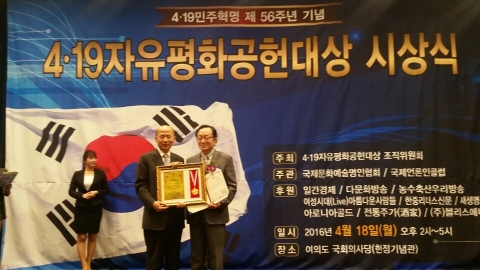 4·19민주혁명 제 56주년 기념
4·19자유평화공헌대상 시상식
주최 4·19자유평화공헌대상 조직위원회
주관 국제문화예술명인협회 / 국제언론인클럽
후원 일간경제 / 다문화방송 / 농수축산우리방송
여성시대(Live)아름다운사람들 / 한중리더스신문 / 새생명
아로니아골드 / 전통주가(酒家) / (주)블리스에
일시 2016년 4월 18일(월) 오후 2시~5시
장소 여의도 국회의사당(헌정기념관)